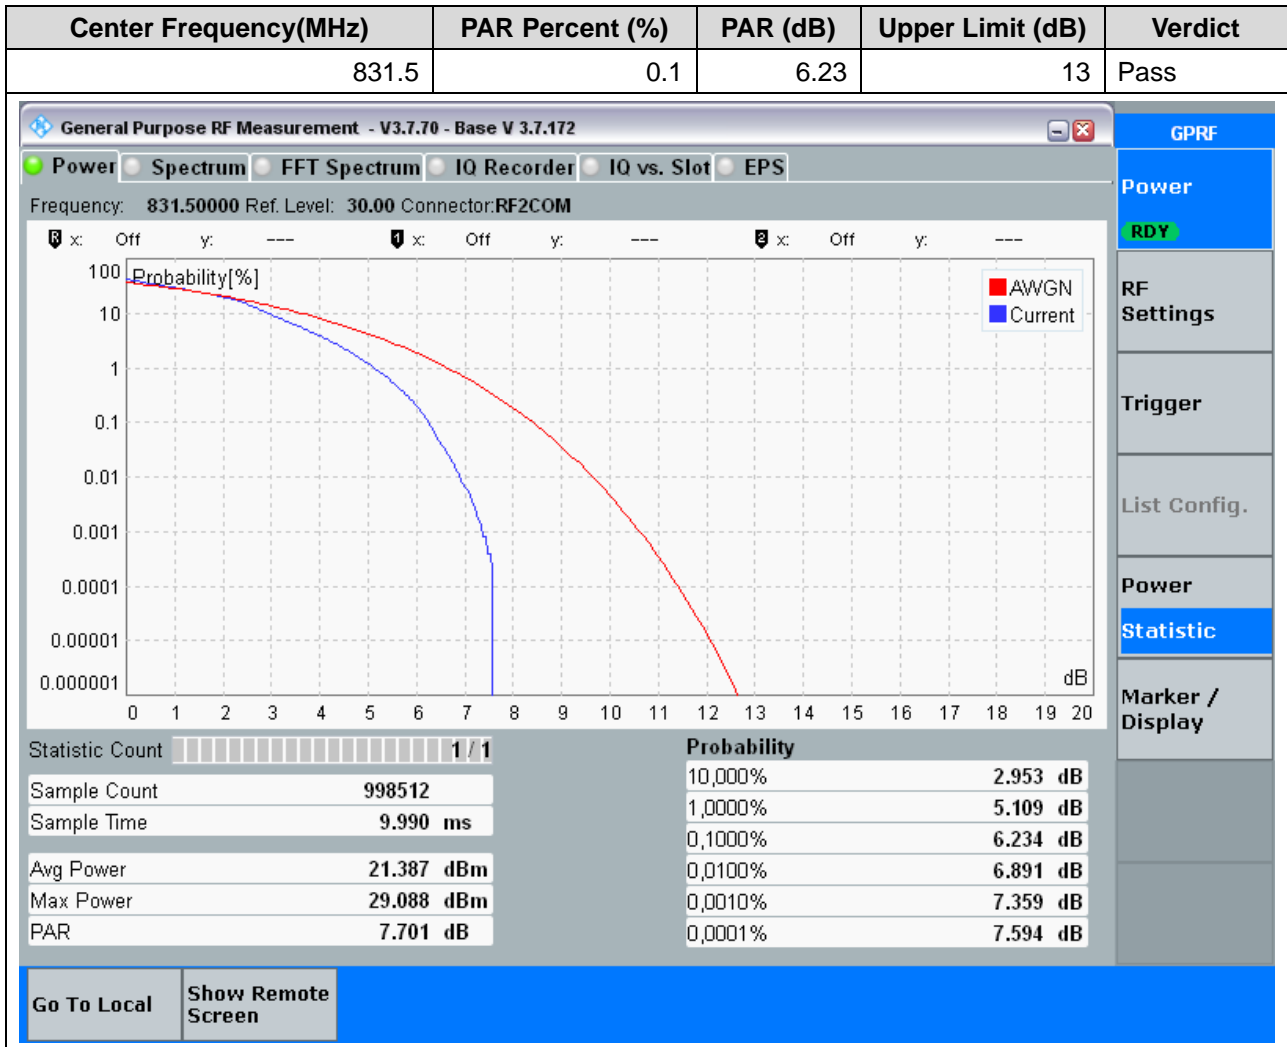 Center Frequency(MHz) PAR Percent (%) PAR (dB) Upper Limit (dB) Verdict
831.5 0.1 6.23 13 Pass
General Purpose RF Measurement - V3.7.70 - Base V 3.7.172
GPRF
Power Spectrum FFT Spectrum IQ Recorder IQ vs. Slot EPS
Power
RDY
Frequency: 831.50000 Ref. Level: 30.00 Connector:RF2COM
R x: Off y: --- 1 x: Off y: --- 2 x: Off y: ---
100 Probability[%]
AWGN
Current
10
1
0.1
0.01
0.001
0.0001
0.00001
0.000001
dB
0 1 2 3 4 5 6 7 8 9 10 11 12 13 14 15 16 17 18 19 20
RF
Settings
Trigger
List Config.
Power
Statistic
Marker /
Display
Statistic Count 1 / 1
Sample Count 998512
Sample Time 9.990 ms
Avg Power 21.387 dBm
Max Power 29.088 dBm
PAR 7.701 dB
Probability
10,000% 2.953 dB
1,0000% 5.109 dB
0,1000% 6.234 dB
0,0100% 6.891 dB
0,0010% 7.359 dB
0,0001% 7.594 dB
Go To Local
Show Remote
Screen